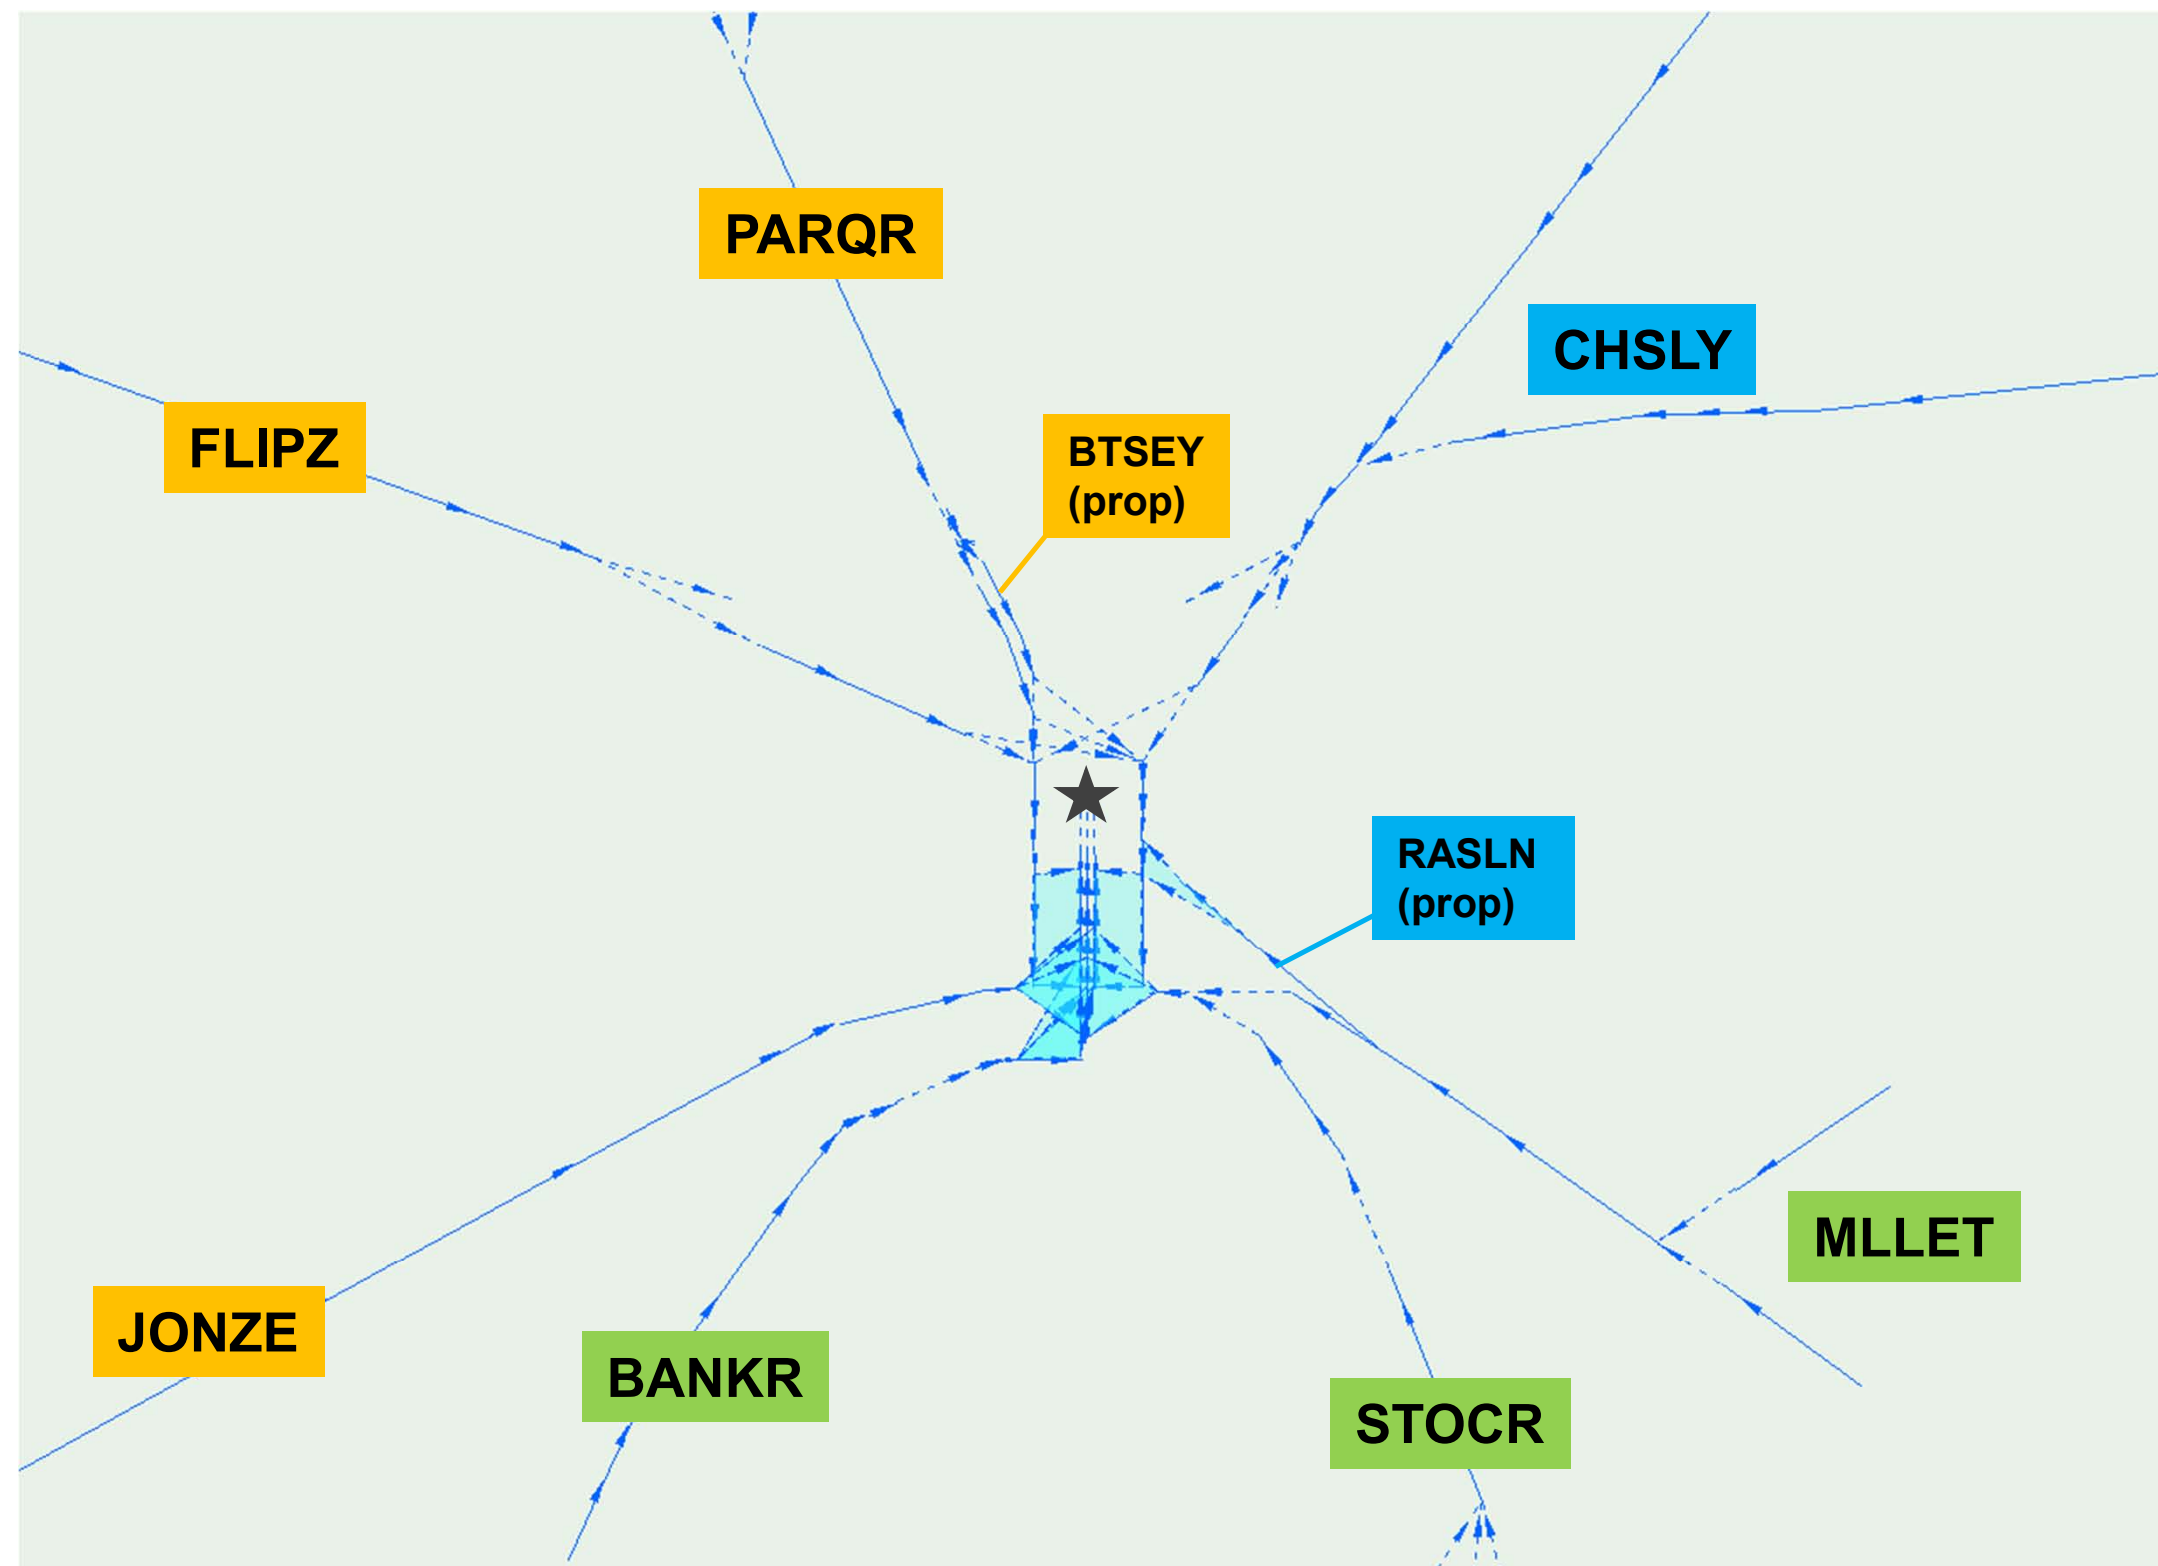 PARQR
CHSLY
FLIPZ
BTSEY
(prop)
RASLN
(prop)
MLLET
JONZE
BANKR
STOCR